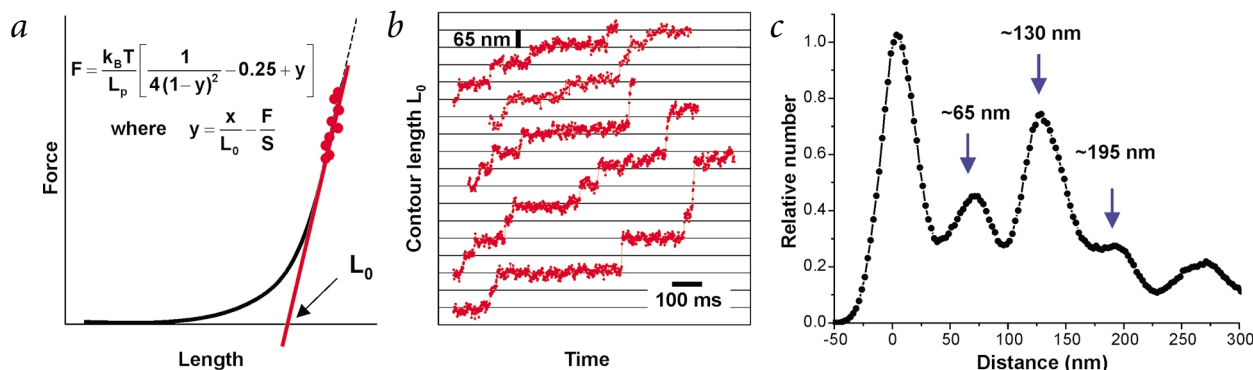 a
F = k_B T / L_p [ 1 / 4 (1-y)^2 - 0.25 + y ]
where y = x / L_0 - F / S
Force
L_0
Length
b
65 nm
Contour length L_0
100 ms
Time
c
~130 nm
~65 nm
~195 nm
Relative number
1.0
0.8
0.6
0.4
0.2
0.0
-50 0 50 100 150 200 250 300
Distance (nm)